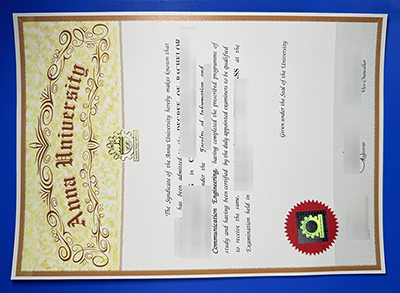 Anna University
The Syndicate of the Anna University hereby makes known that
has been admitted DEGREE OF BACHELOR
in C
under the Faculty of Information and
Communication Engineering, having completed the prescribed programme of
study and having been certified by the duly appointed examiners to be qualified
to receive the same, SS at the
Examination held in
Given under the Seal of the University
Vice-Chancellor